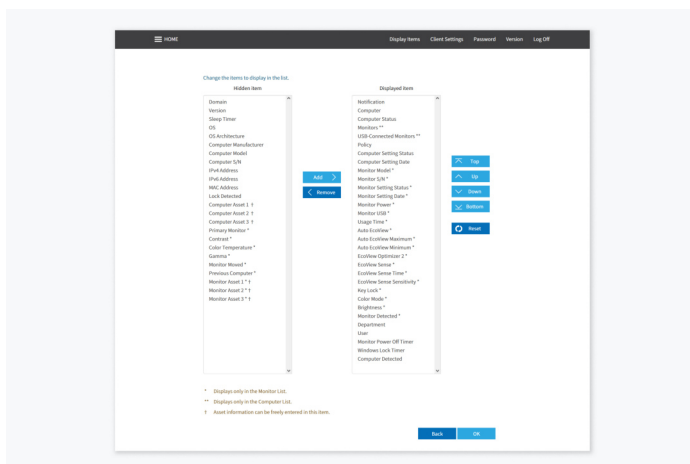 HOME Display Items Client Settings Password Version Log Off
Change the items to display in the list.
Hidden item
Domain
Version
Sleep Timer
OS
OS Architecture
Computer Manufacturer
Computer Model
Computer S/N
IPv4 Address
IPv6 Address
MAC Address
Lock Detected
Computer Asset 1 †
Computer Asset 2 †
Computer Asset 3 †
Primary Monitor *
Contrast *
Color Temperature *
Gamma *
Monitor Moved *
Previous Computer *
Monitor Asset 1 * †
Monitor Asset 2 * †
Monitor Asset 3 * †
Add
Remove
Displayed item
Notification
Computer
Computer Status
Monitors **
USB-Connected Monitors **
Policy
Computer Setting Status
Computer Setting Date
Monitor Model *
Monitor S/N *
Monitor Setting Status *
Monitor Setting Date *
Monitor Power *
Monitor USB *
Usage Time *
Auto EcoView *
Auto EcoView Maximum *
Auto EcoView Minimum *
EcoView Optimizer 2 *
EcoView Sense *
EcoView Sense Time *
EcoView Sense Sensitivity *
Key Lock *
Color Mode *
Brightness *
Monitor Detected *
Department
User
Monitor Power Off Timer
Windows Lock Timer
Computer Detected
Top
Up
Down
Bottom
Reset
* Displays only in the Monitor List.
** Displays only in the Computer List.
† Asset information can be freely entered in this item.
Back OK